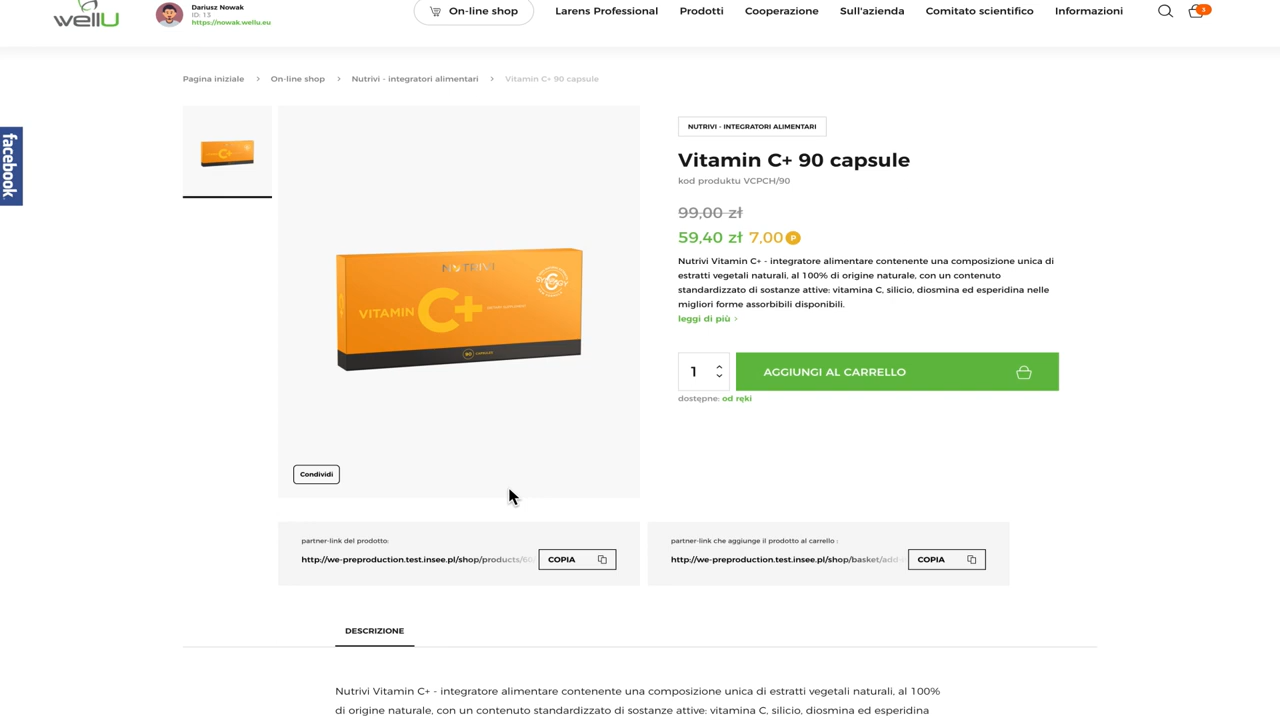 wellU
Dariusz Nowak
ID: 13
https://nowak.wellu.eu
On-line shop
Larens Professional
Prodotti
Cooperazione
Sull'azienda
Comitato scientifico
Informazioni
3
Pagina iniziale > On-line shop > Nutrivi - integratori alimentari > Vitamin C+ 90 capsule
facebook
NUTRIVI
VITAMIN C+
90 CAPSULES
Condividi
NUTRIVI - INTEGRATORI ALIMENTARI
Vitamin C+ 90 capsule
kod produktu VCPCH/90
99,00 zł
59,40 zł 7,00 P
Nutrivi Vitamin C+ - integratore alimentare contenente una composizione unica di
estratti vegetali naturali, al 100% di origine naturale, con un contenuto
standardizzato di sostanze attive: vitamina C, silicio, diosmina ed esperidina nelle
migliori forme assorbibili disponibili.
leggi di più >
1
AGGIUNGI AL CARRELLO
dostępne: od ręki
partner-link del prodotto:
http://we-preproduction.test.insee.pl/shop/products/
COPIA
partner-link che aggiunge il prodotto al carrello :
http://we-preproduction.test.insee.pl/shop/basket/add-
COPIA
DESCRIZIONE
Nutrivi Vitamin C+ - integratore alimentare contenente una composizione unica di estratti vegetali naturali, al 100%
di origine naturale, con un contenuto standardizzato di sostanze attive: vitamina C, silicio, diosmina ed esperidina